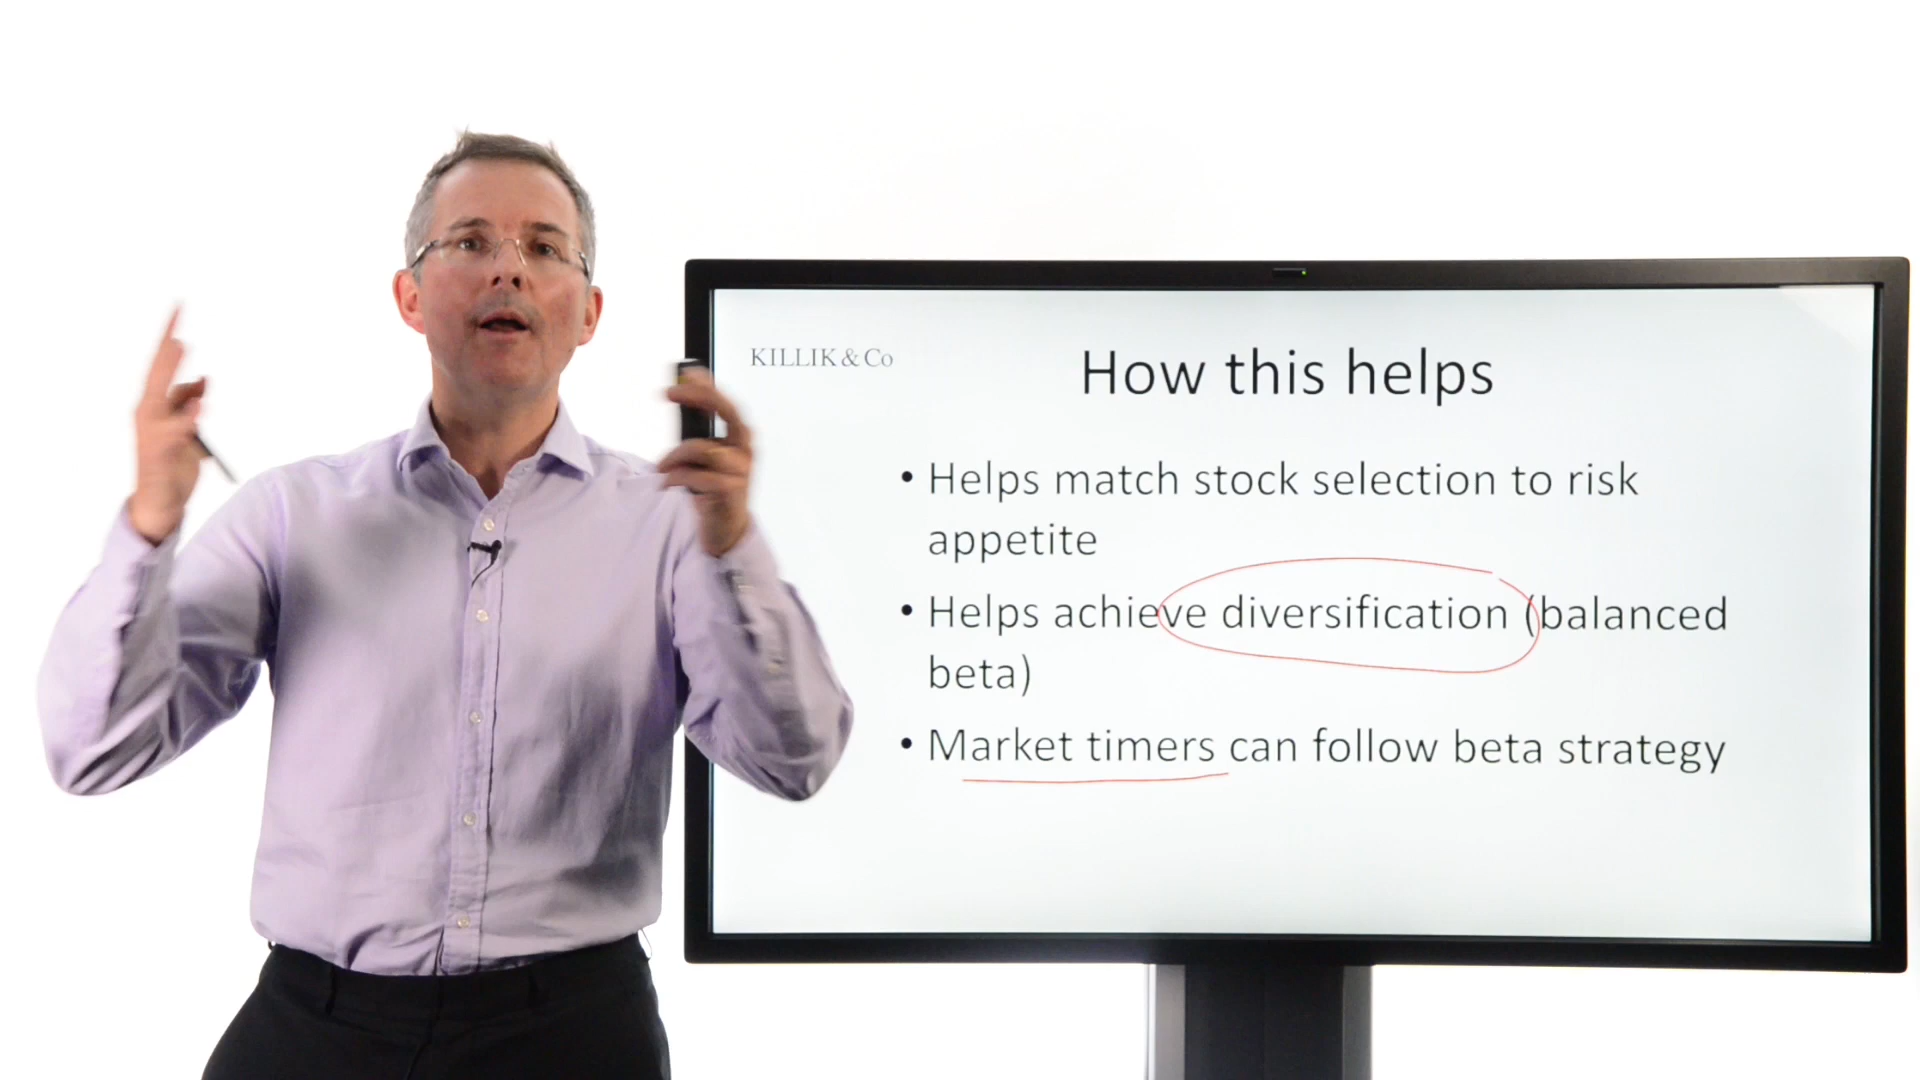 KILLIK & Co
How this helps
• Helps match stock selection to risk
appetite
• Helps achieve diversification (balanced
beta)
• Market timers can follow beta strategy